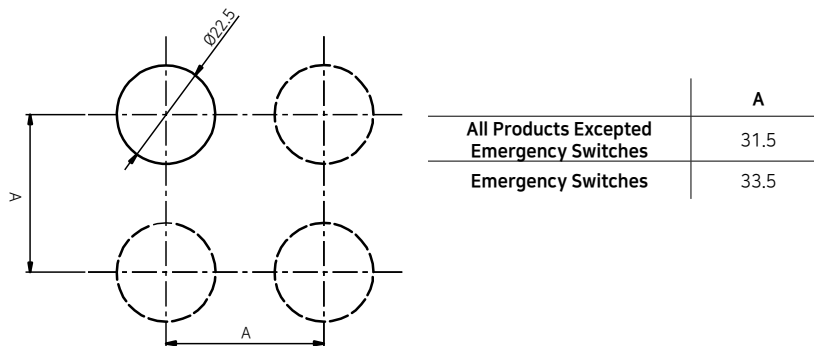 Ø22.5
A
A
A
All Products Excepted
Emergency Switches
31.5
Emergency Switches
33.5